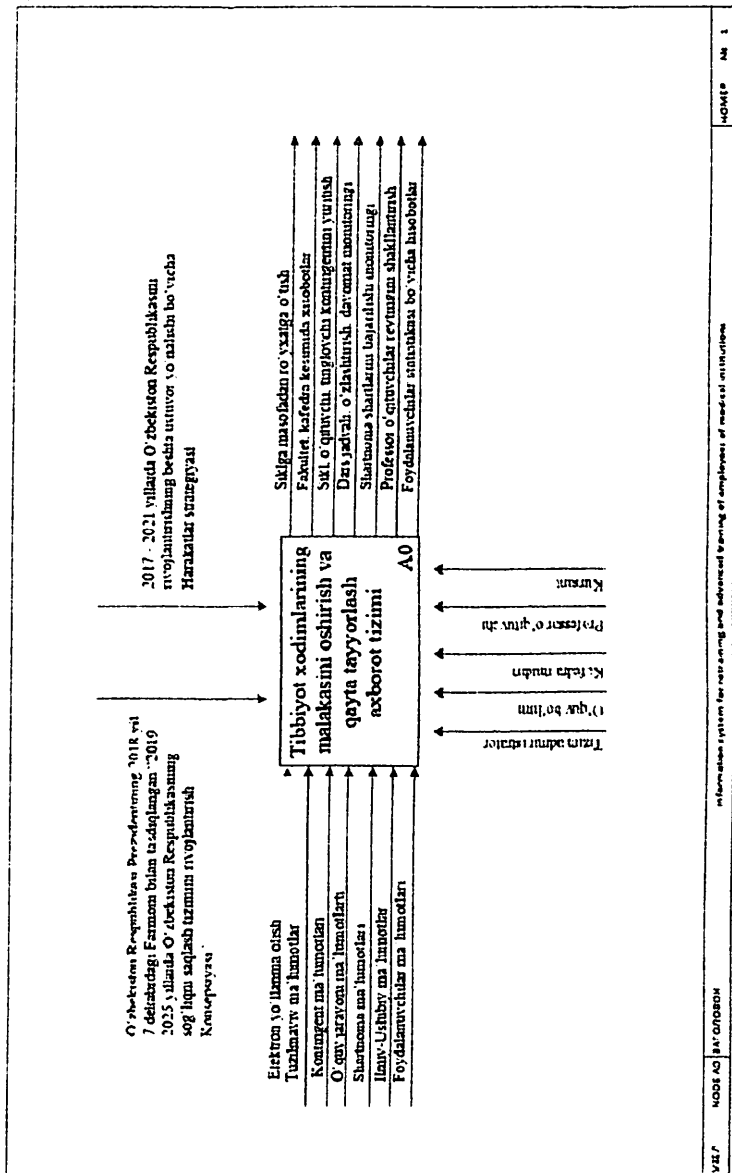 O'zbekiston Respublikasi Prezidentining 2018 yil
7 dekabrdagi Farmoni bilan tasdiqlangan "2019
2025 yillarda O'zbekiston Respublikasining
sog'liqni saqlash tizimini rivojlantirish
Konsepsiyasi"
2017 - 2021 yillarda O'zbekiston Respublikasini
rivojlantirishning beshta ustuvor yo'nalishi bo'yicha
Harakatlar strategiyasi
Elektron yo'llanma olish
Tuzilmaviy ma'lumotlar
Kontingent ma'lumotlari
O'quv jarayoni ma'lumotlarti
Shartnoma ma'lumotlari
Ilmiy-Uslubiy ma'lumotlar
Foydalanuvchilar ma'lumotlari
Tibbiyot xodimlarining
malakasini oshirish va
qayta tayyorlash
axborot tizimi
A0
Siklga masofadan ro'yxatga o'tish
Fakultet, kafedra kesimida xisobotlar
Sikl o'qituvchi, tinglovchi kontingentini yuritish
Dars jadvali, o'zlashtirish, davomat monitoringi
Shartnoma shartlarini bajarilishi monitoringi
Professor o'qituvchilar reytingini shakllantirish
Foydalanuvchilar statistikasi bo'yicha hisobotlar
Tizim administrator
O'quv bo'limi
Kafedra mudiri
Professor o'qituvchi
Kursant
NODE A0
information system for retraining and advanced training of employees of medical institutions
НОМЕР № 1